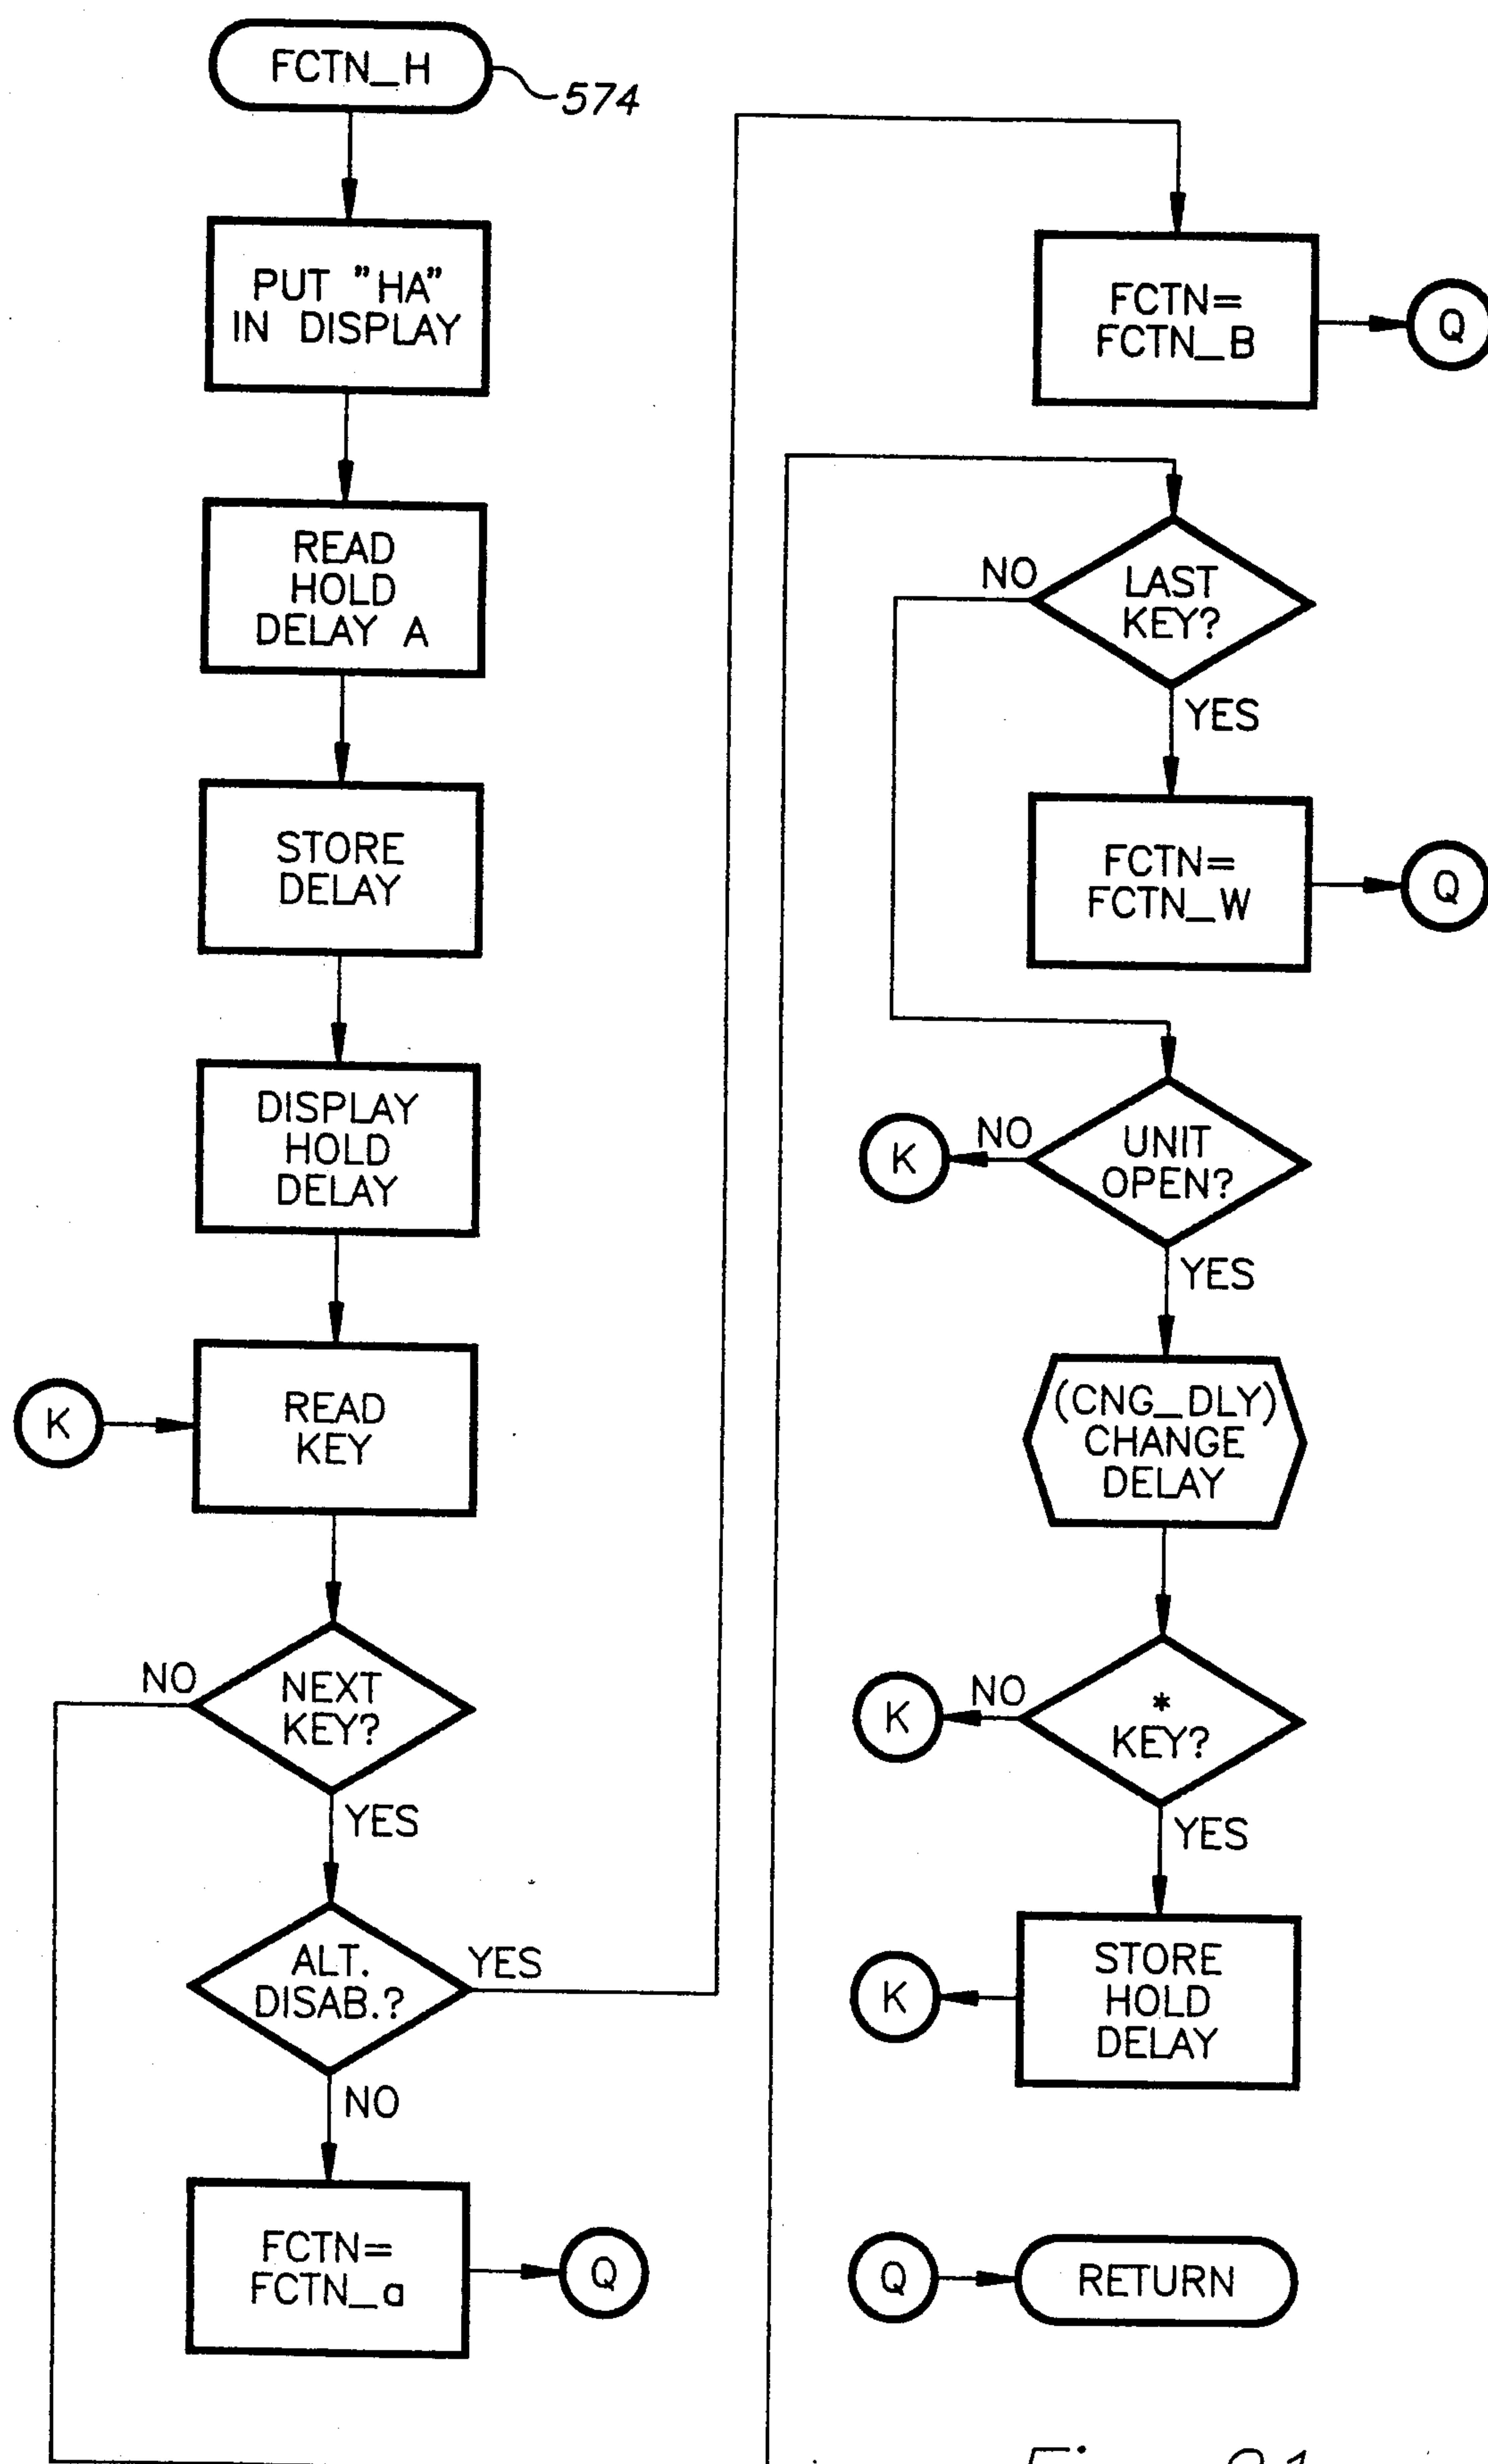 FCTN_H
574
PUT "HA"
IN DISPLAY
READ
HOLD
DELAY A
STORE
DELAY
DISPLAY
HOLD
DELAY
K
READ
KEY
NO
NEXT
KEY?
YES
ALT.
DISAB.?
YES
NO
FCTN=
FCTN_a
Q
FCTN=
FCTN_B
Q
NO
LAST
KEY?
YES
FCTN=
FCTN_W
Q
K
NO
UNIT
OPEN?
YES
(CNG_DLY)
CHANGE
DELAY
K
NO
*
KEY?
YES
K
STORE
HOLD
DELAY
Q
RETURN